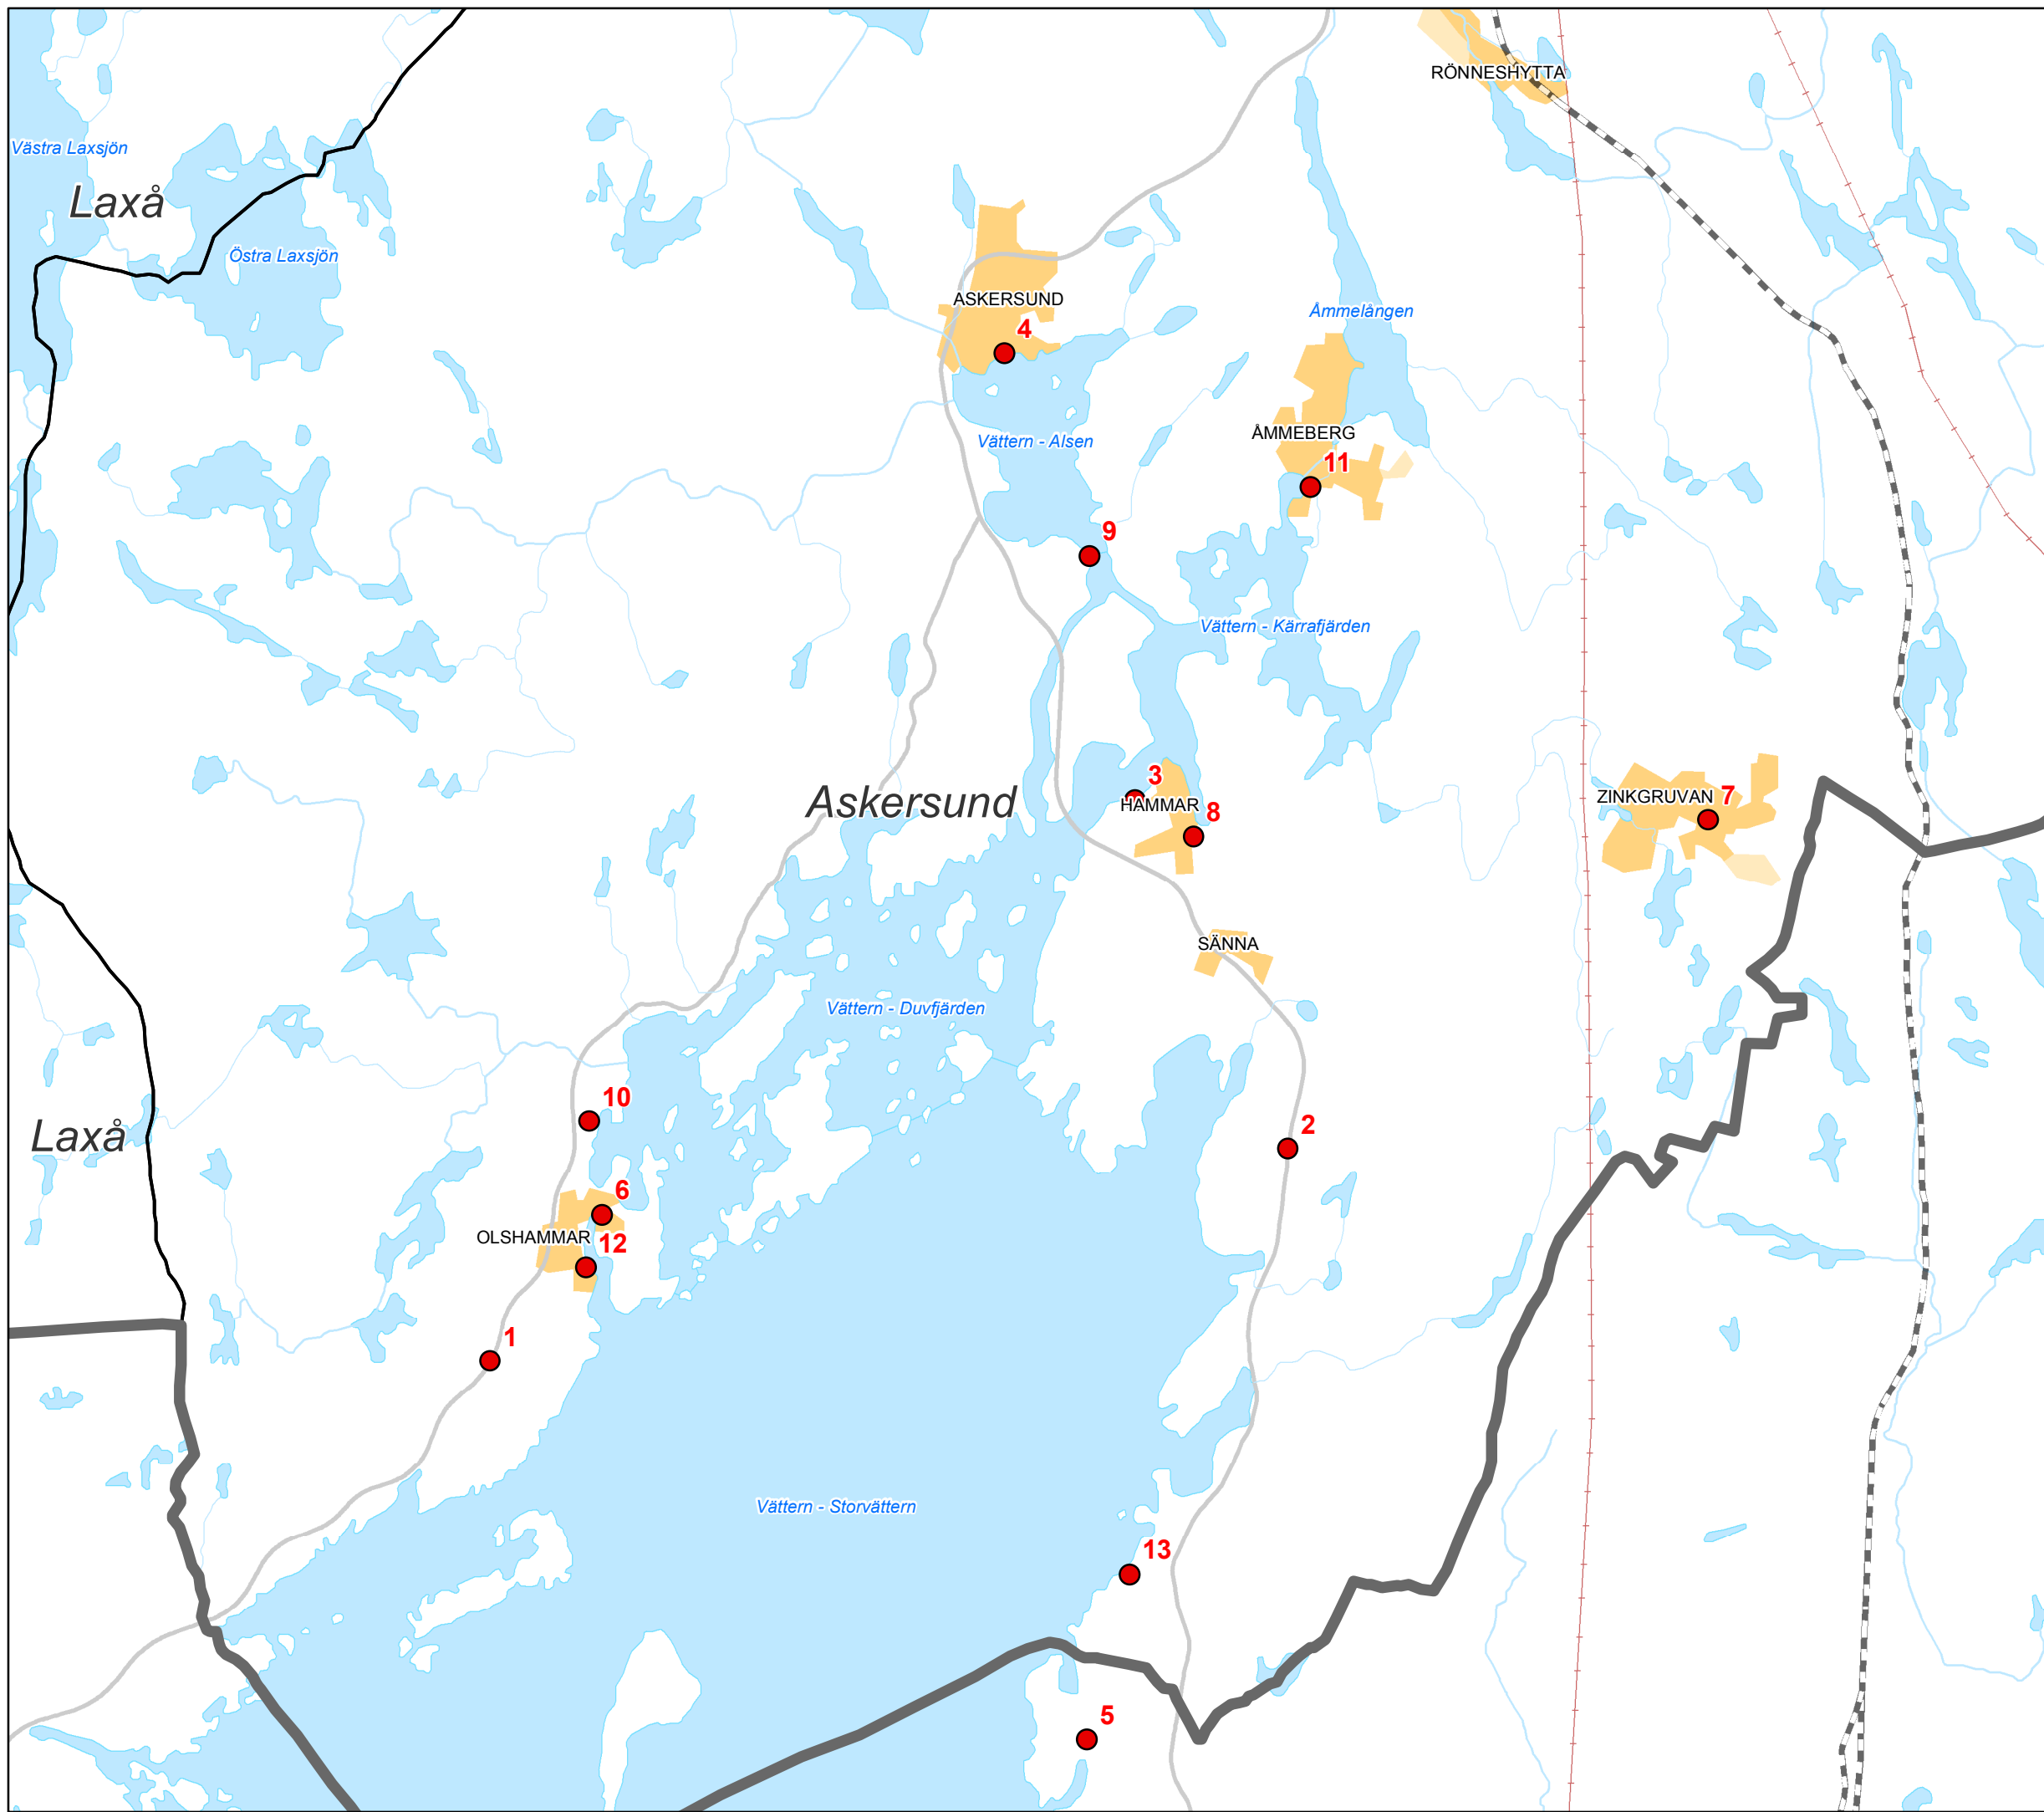 RÖNNESHYTTA
Västra Laxsjön
Laxå
Östra Laxsjön
ASKERSUND
Åmmelången
4
ÅMMEBERG
Vättern - Alsen
11
9
Vättern - Kärrafjärden
3
Askersund
HAMMAR
ZINKGRUVAN
7
8
SÄNNA
Vättern - Duvfjärden
10
2
Laxå
6
OLSHAMMAR
12
1
Vättern - Storvättern
13
5